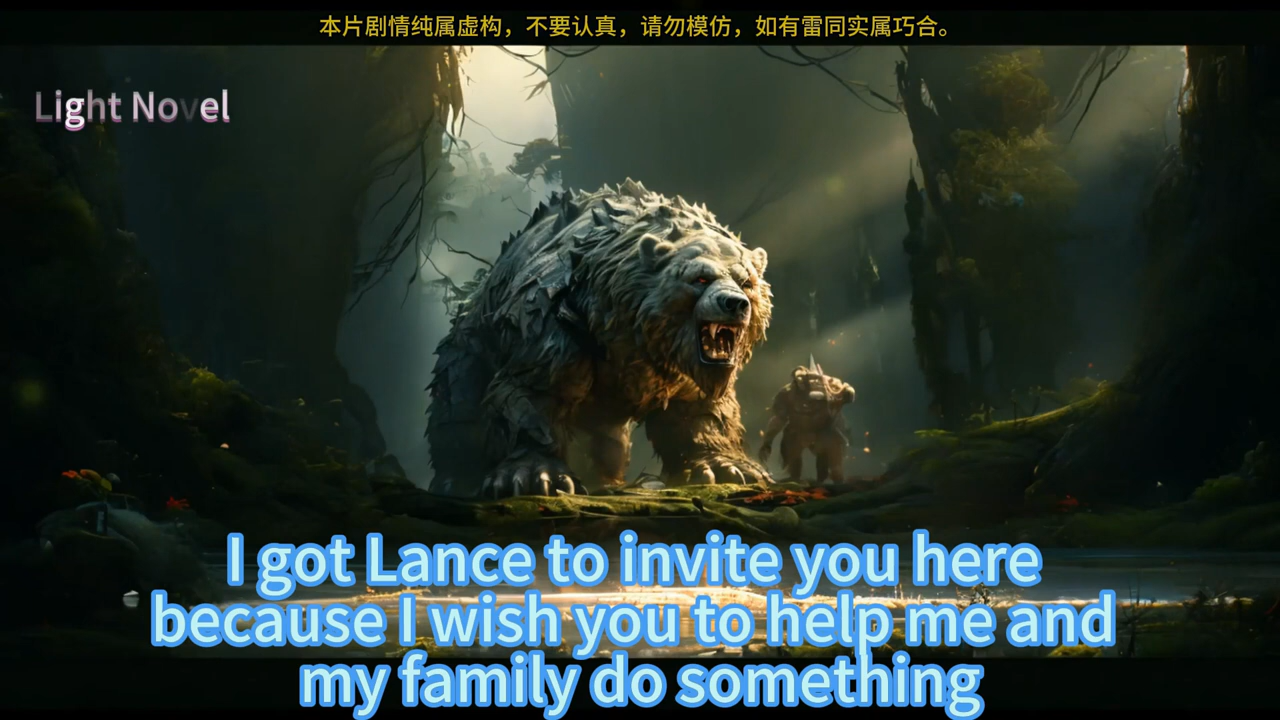 本片剧情纯属虚构，不要认真，请勿模仿，如有雷同实属巧合。
Light Novel
I got Lance to invite you here
because I wish you to help me and
my family do something